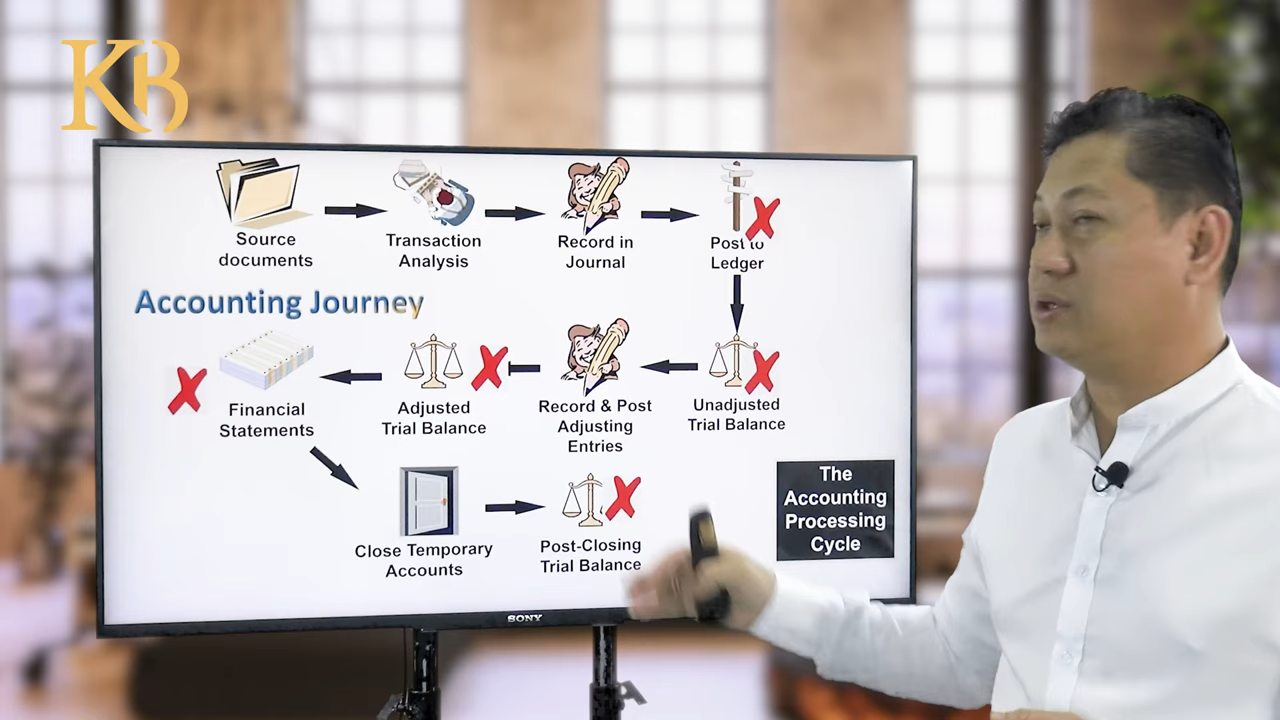 KB
Source
documents
Transaction
Analysis
Record in
Journal
Post to
Ledger
Accounting Journey
Financial
Statements
Adjusted
Trial Balance
Record & Post
Adjusting
Entries
Unadjusted
Trial Balance
The
Accounting
Processing
Cycle
Close Temporary
Accounts
Post-Closing
Trial Balance
SONY